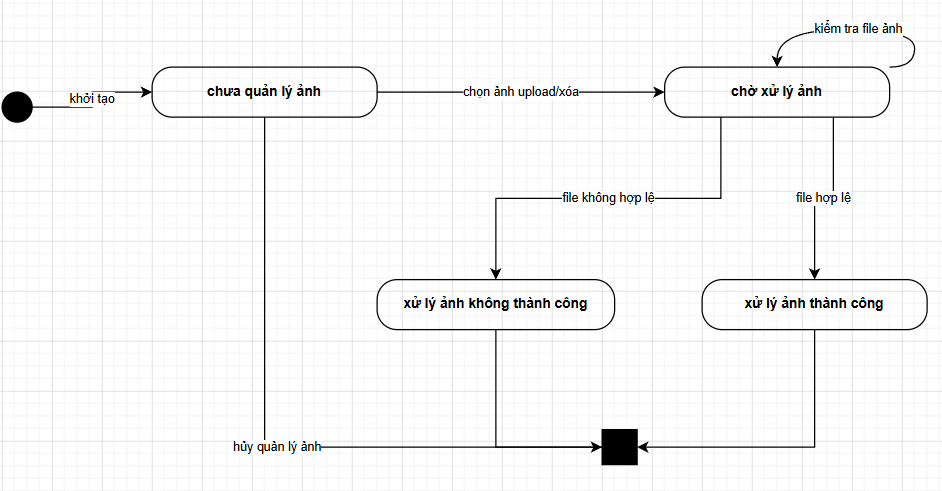 kiểm tra file ảnh
khởi tạo
chưa quản lý ảnh
chọn ảnh upload/xóa
chờ xử lý ảnh
file không hợp lệ
file hợp lệ
xử lý ảnh không thành công
xử lý ảnh thành công
hủy quản lý ảnh